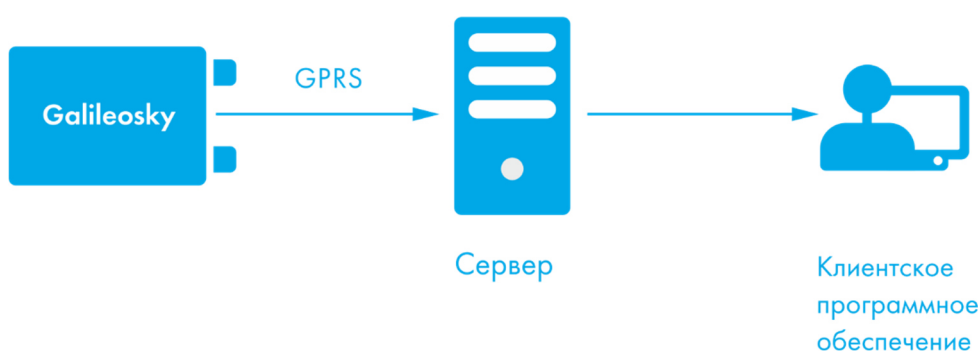 Galileosky
GPRS
Сервер
Клиентское
программное
обеспечение